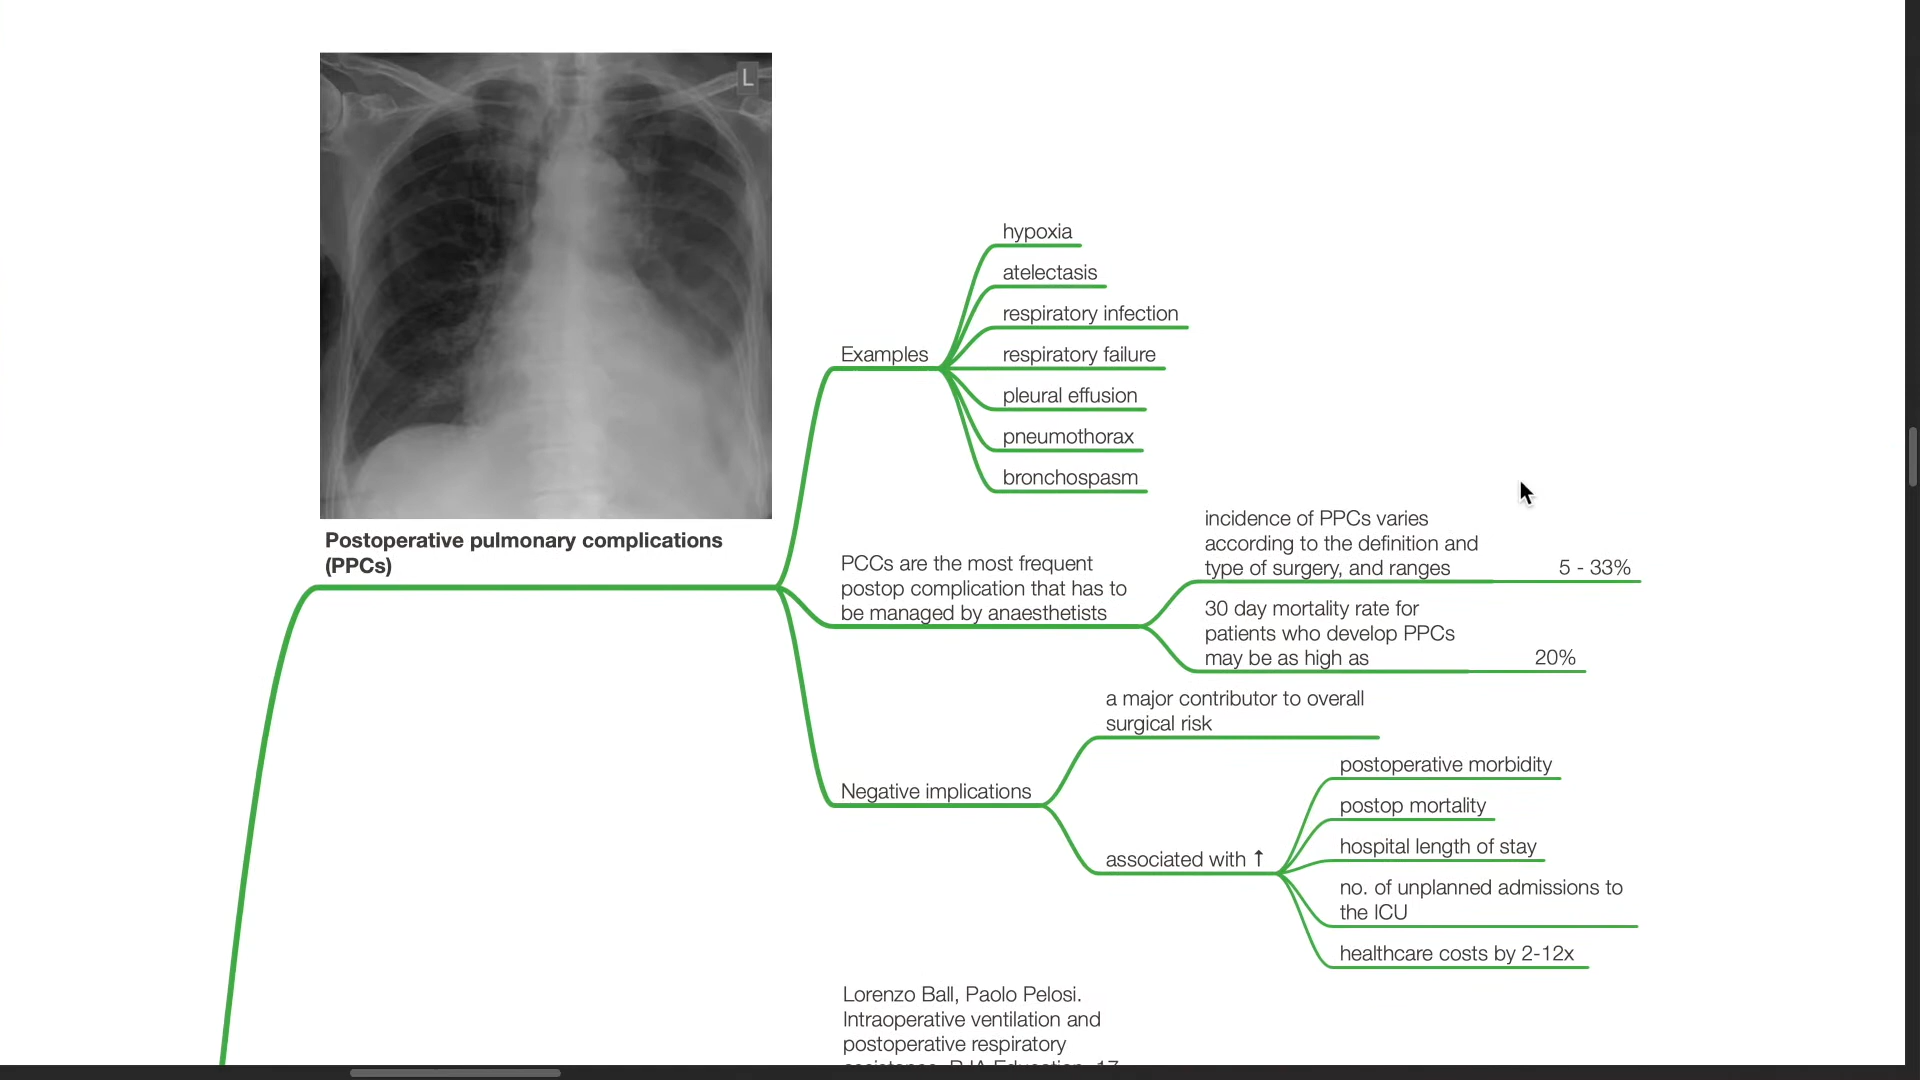 L
Postoperative pulmonary complications
(PPCs)
Examples
hypoxia
atelectasis
respiratory infection
respiratory failure
pleural effusion
pneumothorax
bronchospasm
PCCs are the most frequent
postop complication that has to
be managed by anaesthetists
incidence of PPCs varies
according to the definition and
type of surgery, and ranges
5 - 33%
30 day mortality rate for
patients who develop PPCs
may be as high as
20%
Negative implications
a major contributor to overall
surgical risk
associated with ↑
postoperative morbidity
postop mortality
hospital length of stay
no. of unplanned admissions to
the ICU
healthcare costs by 2-12x
Lorenzo Ball, Paolo Pelosi.
Intraoperative ventilation and
postoperative respiratory